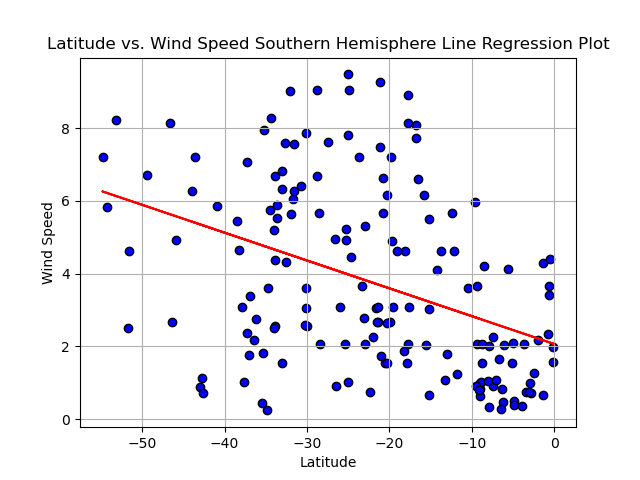 Latitude vs. Wind Speed Southern Hemisphere Line Regression Plot
8
6
4
2
0
Wind Speed
−50 −40 −30 −20 −10 0
Latitude